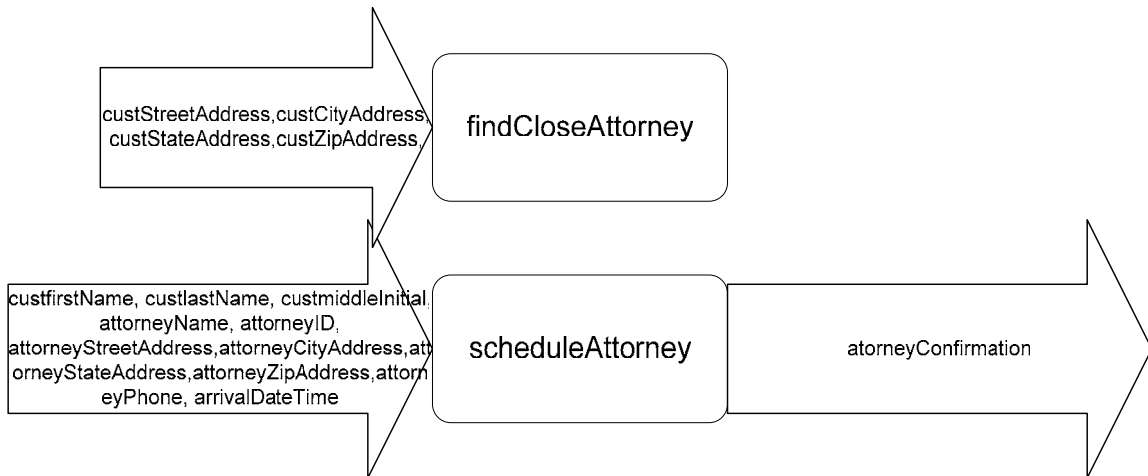 custStreetAddress,custCityAddress,
custStateAddress,custZipAddress,
findCloseAttorney
custfirstName, custlastName, custmiddleInitial,
attorneyName, attorneyID,
attorneyStreetAddress,attorneyCityAddress,att
orneyStateAddress,attorneyZipAddress,attorn
eyPhone, arrivalDateTime
scheduleAttorney
atorneyConfirmation